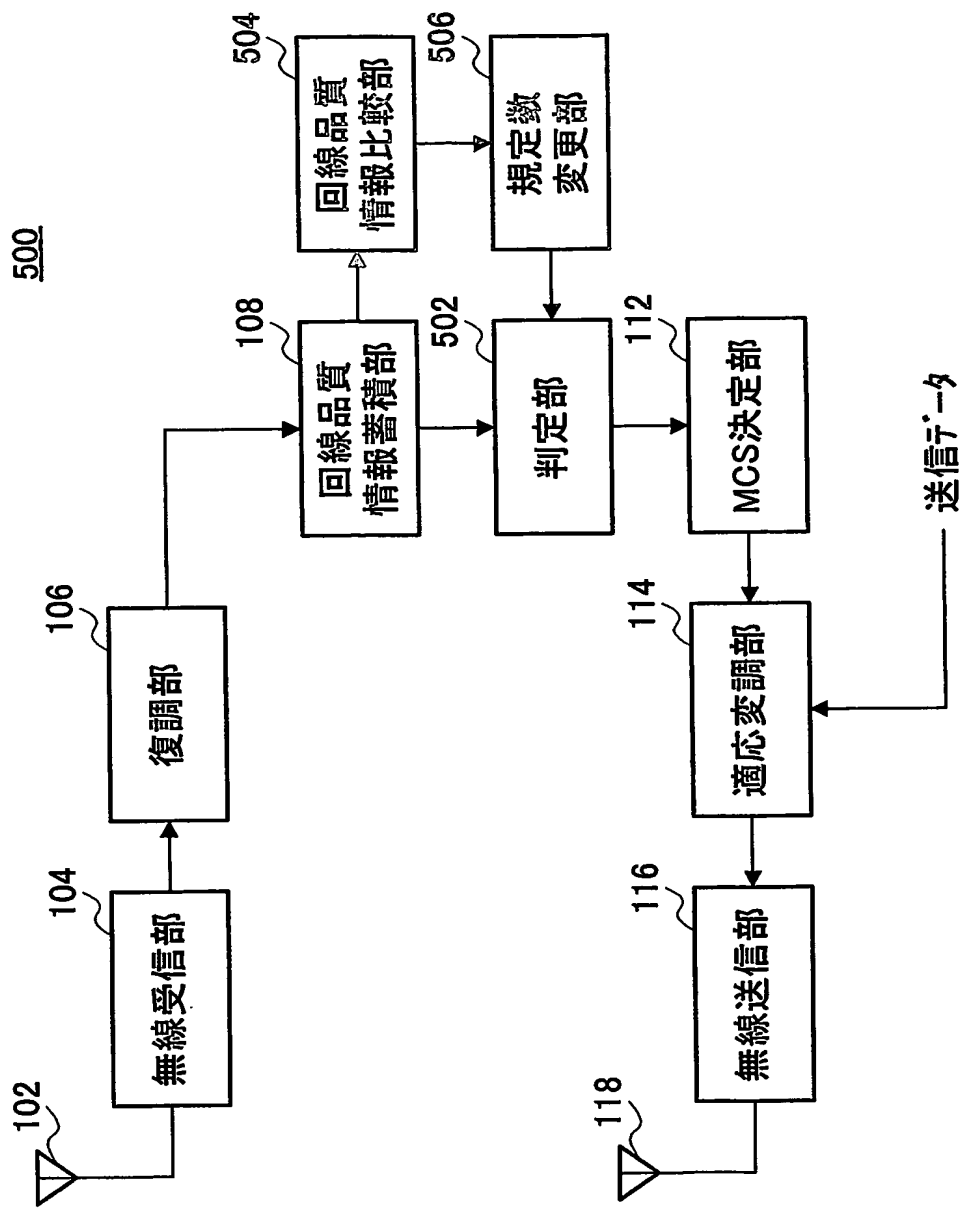 500
102
104
無線受信部
106
復調部
108
回線品質
情報蓄積部
504
回線品質
情報比較部
506
規定数
変更部
502
判定部
112
MCS決定部
114
適応変調部
116
無線送信部
118
送信データ